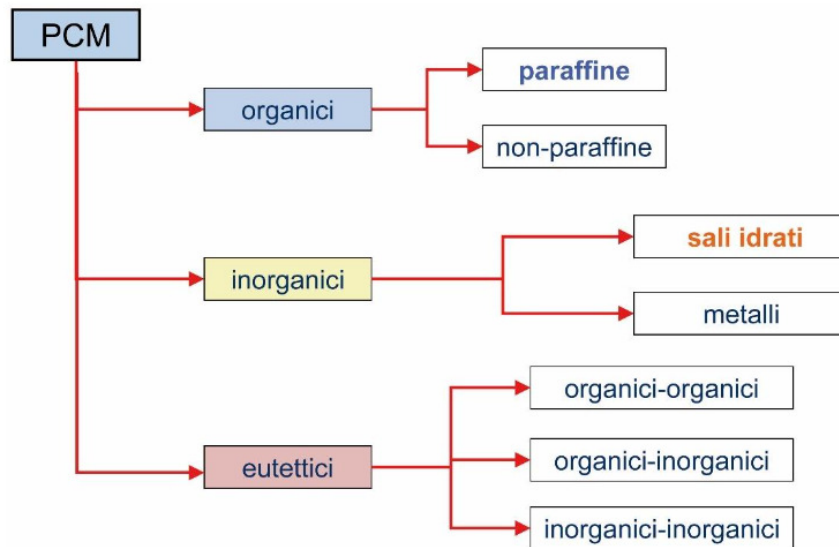 PCM
organici
paraffine
non-paraffine
inorganici
sali idrati
metalli
eutettici
organici-organici
organici-inorganici
inorganici-inorganici